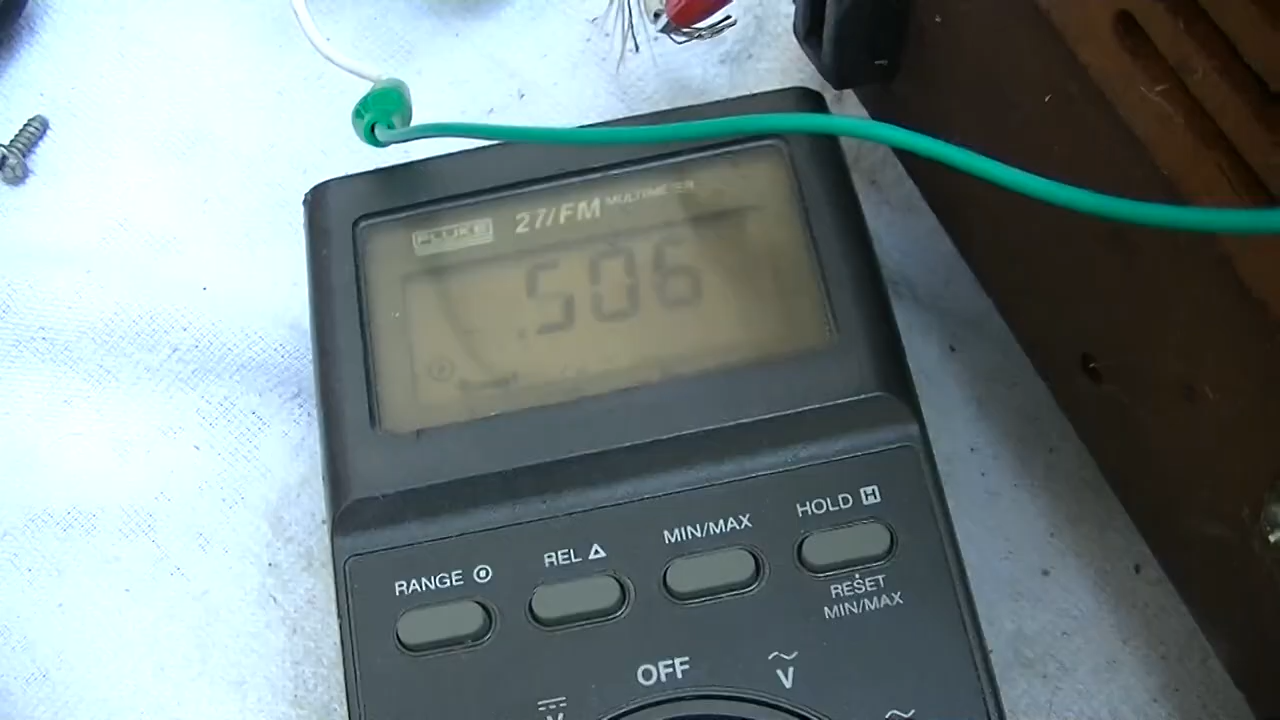 FLUKE 27/FM MULTIMETER
.506
RANGE
REL △
MIN/MAX
HOLD H
RESET
MIN/MAX
OFF
V
V